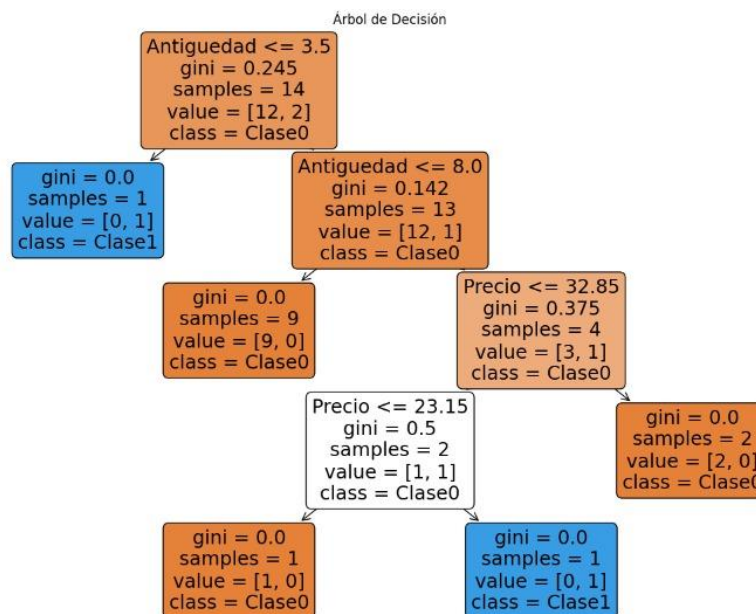 Árbol de Decisión
Antiguedad <= 3.5
gini = 0.245
samples = 14
value = [12, 2]
class = Clase0
gini = 0.0
samples = 1
value = [0, 1]
class = Clase1
Antiguedad <= 8.0
gini = 0.142
samples = 13
value = [12, 1]
class = Clase0
gini = 0.0
samples = 9
value = [9, 0]
class = Clase0
Precio <= 32.85
gini = 0.375
samples = 4
value = [3, 1]
class = Clase0
Precio <= 23.15
gini = 0.5
samples = 2
value = [1, 1]
class = Clase0
gini = 0.0
samples = 2
value = [2, 0]
class = Clase0
gini = 0.0
samples = 1
value = [1, 0]
class = Clase0
gini = 0.0
samples = 1
value = [0, 1]
class = Clase1